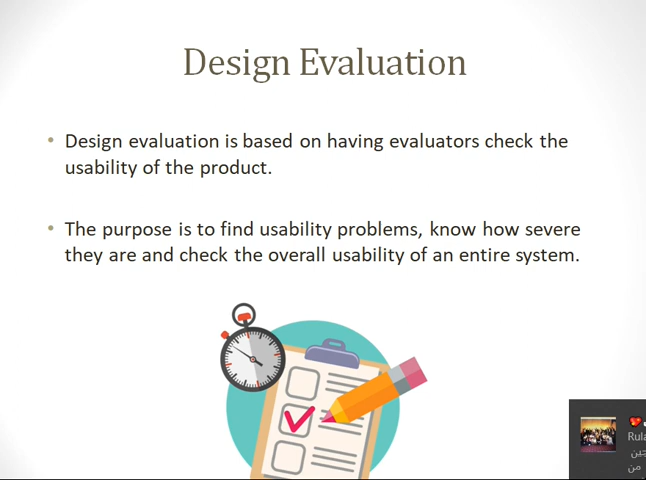 Design Evaluation
• Design evaluation is based on having evaluators check the
usability of the product.
• The purpose is to find usability problems, know how severe
they are and check the overall usability of an entire system.
Rula
من